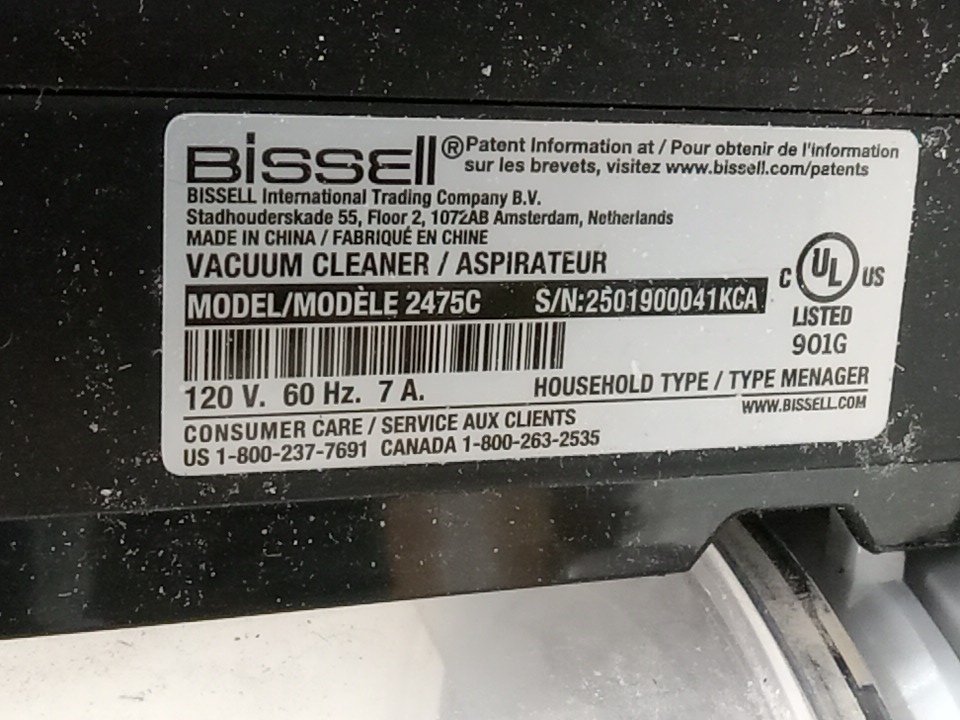 BISSELL® Patent Information at / Pour obtenir de l'information
sur les brevets, visitez www.bissell.com/patents
BISSELL International Trading Company B.V.
Stadhouderskade 55, Floor 2, 1072AB Amsterdam, Netherlands
MADE IN CHINA / FABRIQUÉ EN CHINE
VACUUM CLEANER / ASPIRATEUR
MODEL/MODÈLE 2475C S/N:2501900041KCA
C UL US
LISTED
901G
120 V. 60 Hz. 7 A. HOUSEHOLD TYPE / TYPE MENAGER
WWW.BISSELL.COM
CONSUMER CARE / SERVICE AUX CLIENTS
US 1-800-237-7691 CANADA 1-800-263-2535